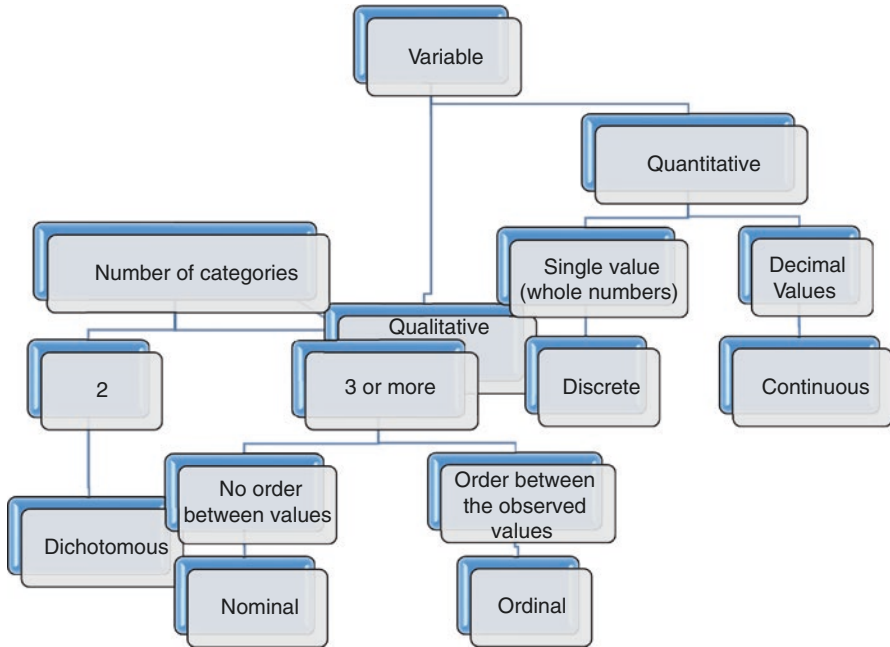 Variable
Quantitative
Number of categories
Single value
(whole numbers)
Decimal
Values
Qualitative
2
3 or more
Discrete
Continuous
No order
between values
Order between
the observed
values
Dichotomous
Nominal
Ordinal